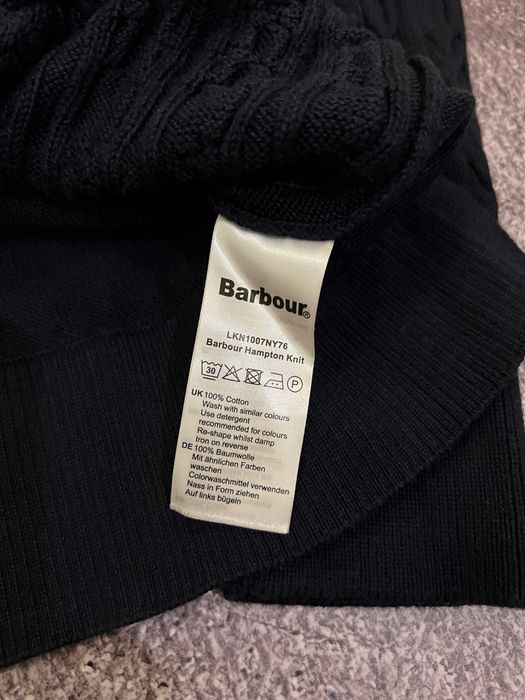 Barbour®
LKN1007NY76
Barbour Hampton Knit
30 P
UK 100% Cotton
Wash with similar colours
Use detergent
recommended for colours
Re-shape whilst damp
Iron on reverse
DE 100% Baumwolle
Mit ähnlichen Farben
waschen
Colorwaschmittel verwenden
Nass in Form ziehen
Auf links bügeln